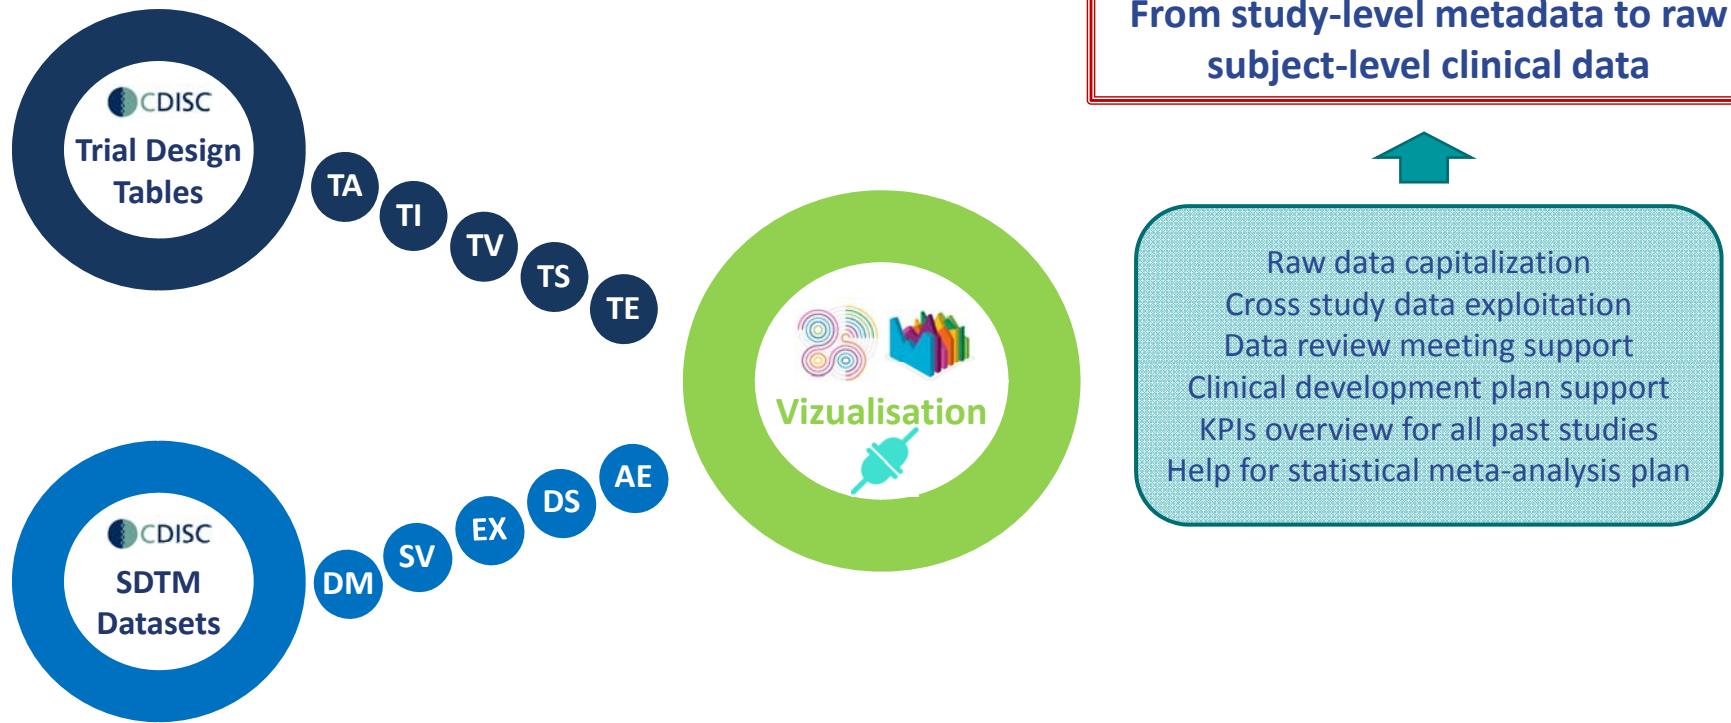 From study-level metadata to raw
subject-level clinical data
CDISC
Trial Design
Tables
TA
TI
TV
TS
TE
CDISC
SDTM
Datasets
DM
SV
EX
DS
AE
Vizualisation
Raw data capitalization
Cross study data exploitation
Data review meeting support
Clinical development plan support
KPIs overview for all past studies
Help for statistical meta-analysis plan